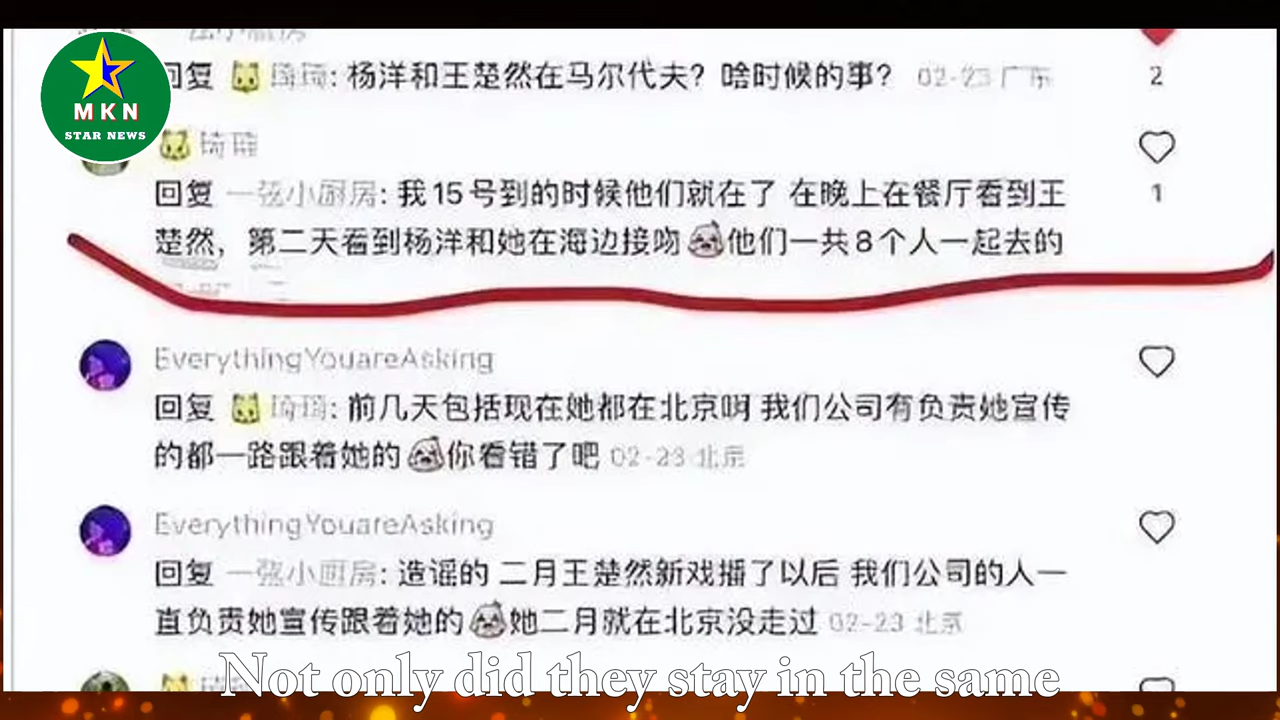 MKN
STAR NEWS
回复 琦琦: 杨洋和王楚然在马尔代夫？啥时候的事？ 02-23 广东
2
琦琦
回复 一弦小厨房: 我15号到的时候他们就在了 在晚上在餐厅看到王
1
楚然，第二天看到杨洋和她在海边接吻 他们一共8个人一起去的
EverythingYouareAsking
回复 琦琦: 前几天包括现在她都在北京啊 我们公司有负责她宣传
的都一路跟着她的 你看错了吧 02-23 北京
EverythingYouareAsking
回复 一弦小厨房: 造谣的 二月王楚然新戏播了以后 我们公司的人一
直负责她宣传跟着她的 她二月就在北京没走过 02-23 北京
Not only did they stay in the same